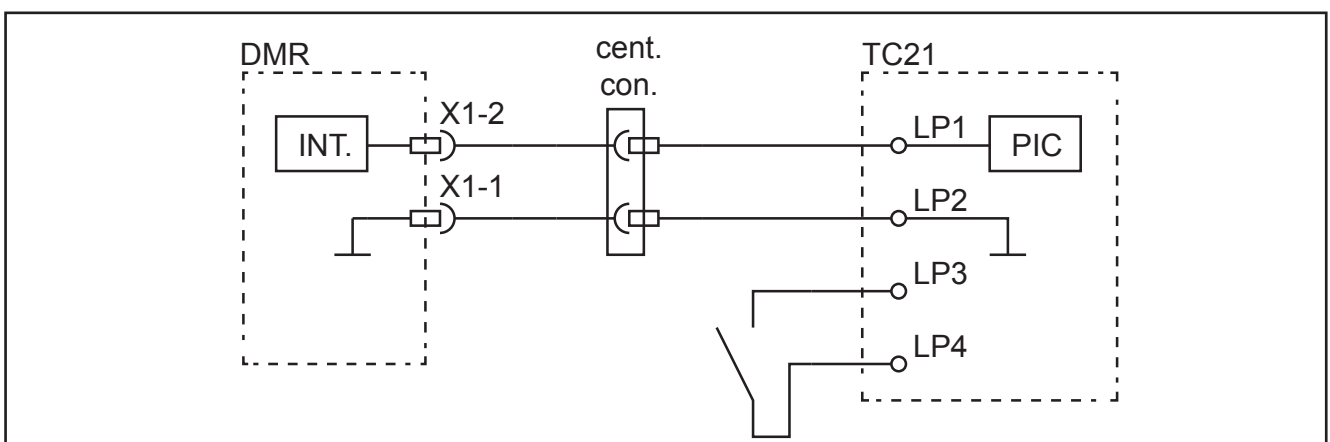 DMR
cent.
con.
TC21
INT.
X1-2
LP1
PIC
X1-1
LP2
LP3
LP4